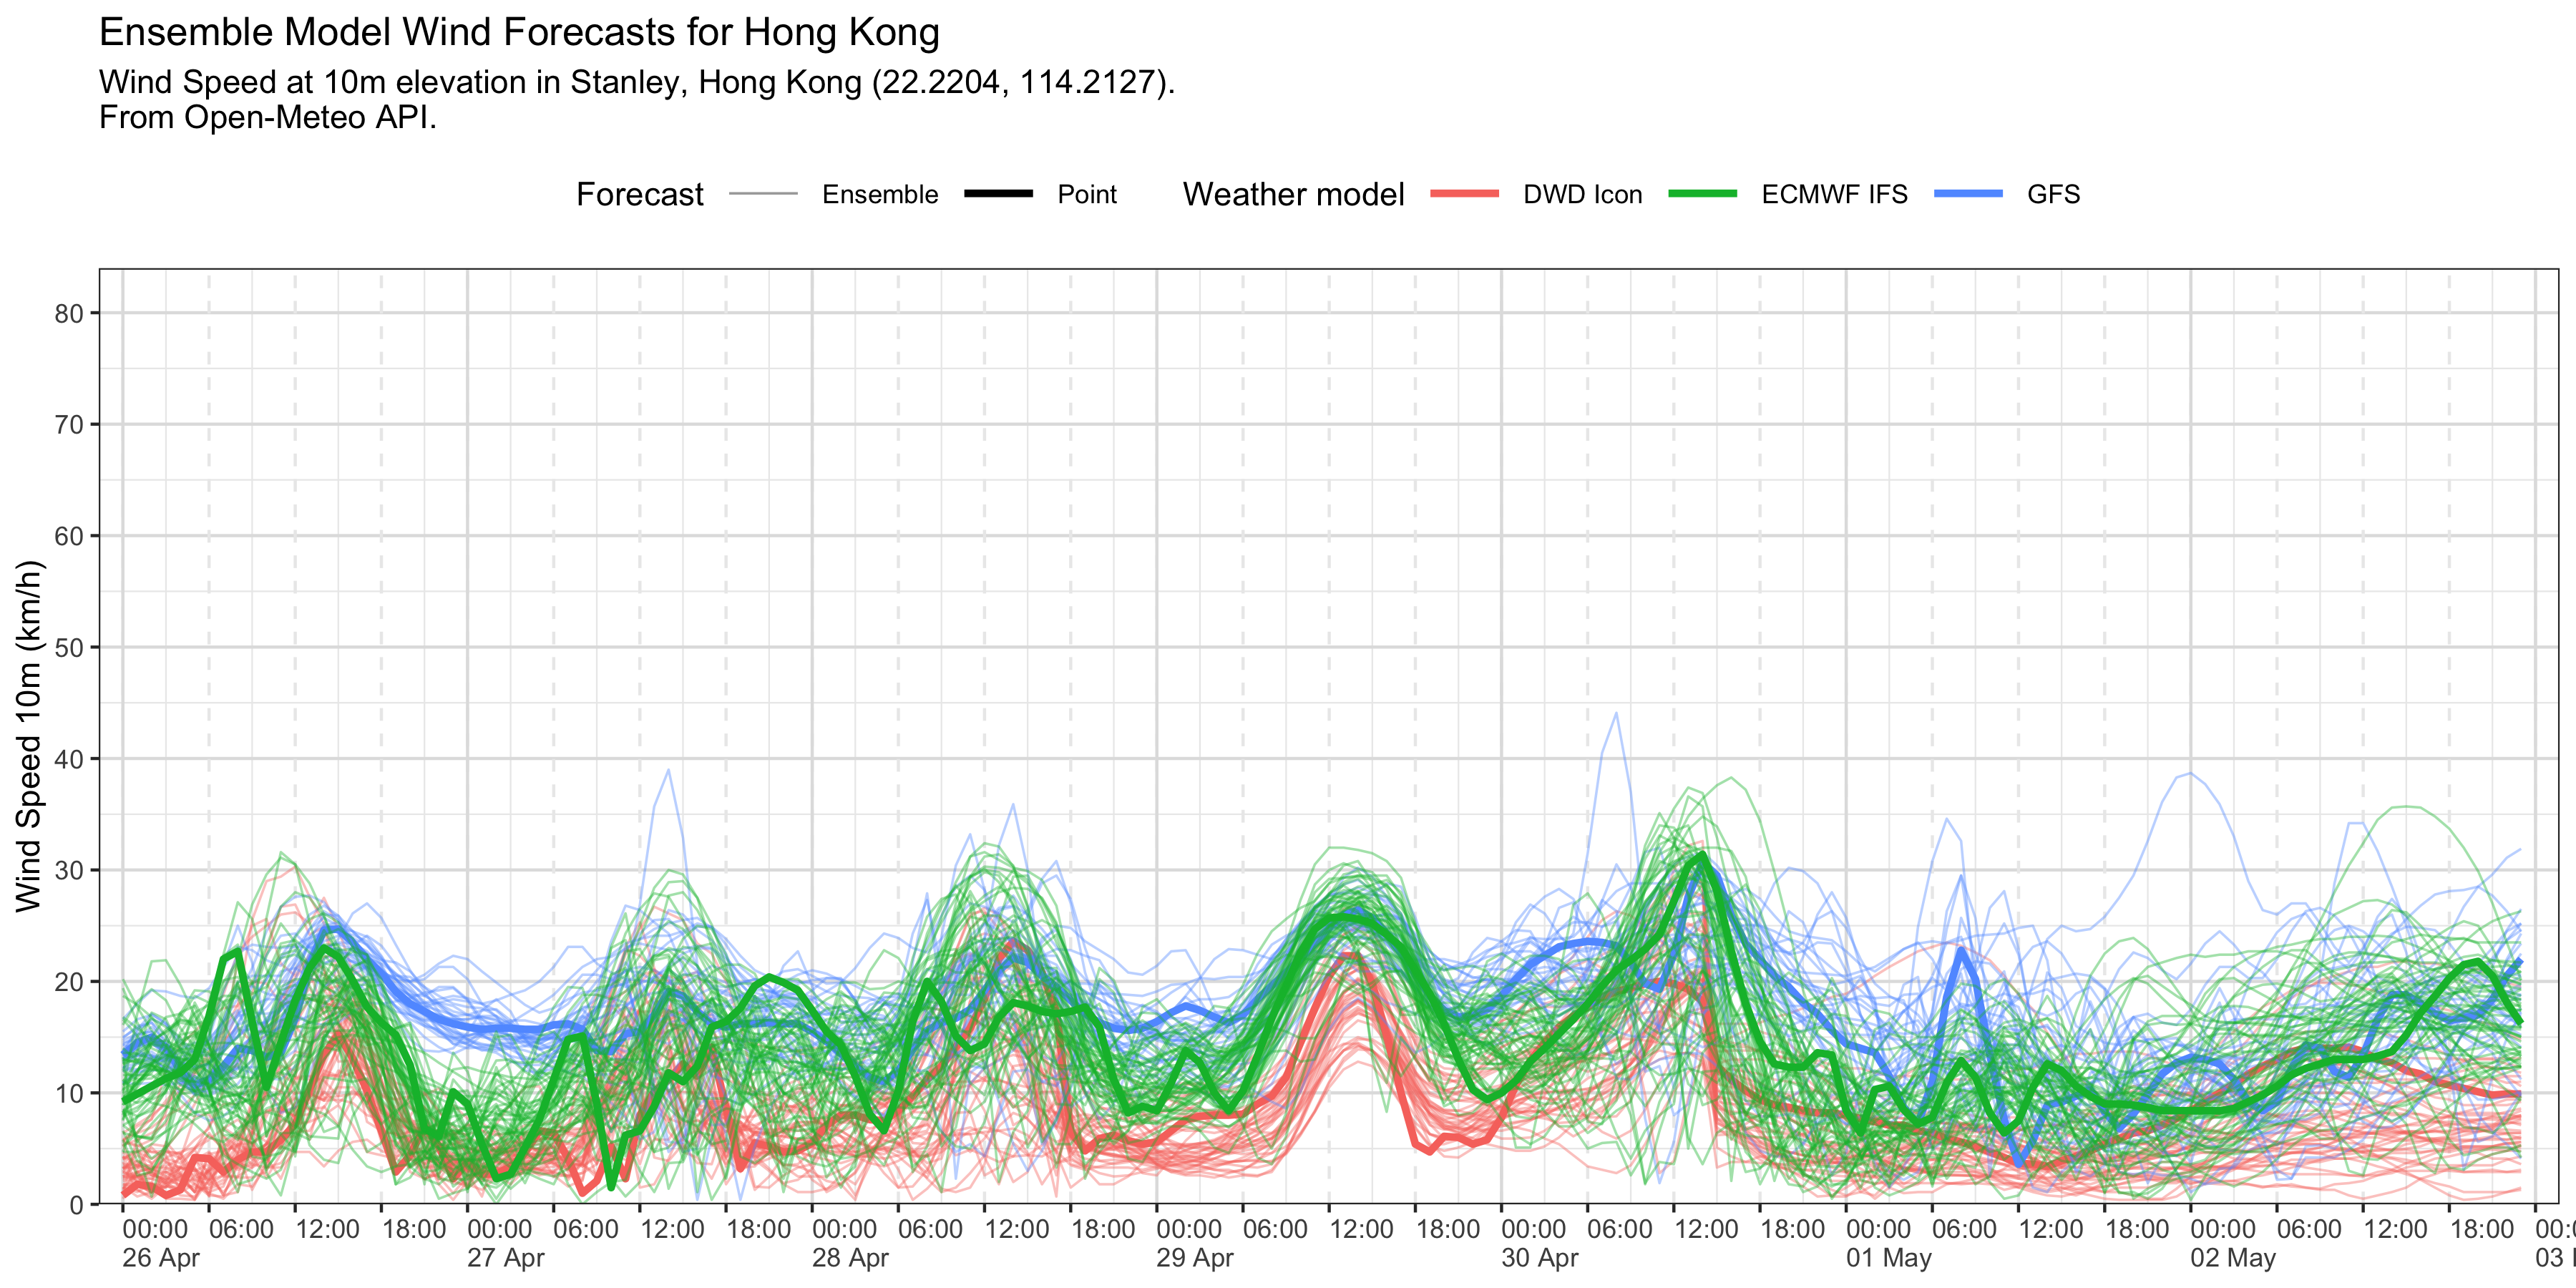 Ensemble Model Wind Forecasts for Hong Kong
Wind Speed at 10m elevation in Stanley, Hong Kong (22.2204, 114.2127).
From Open-Meteo API.
Forecast Ensemble Point Weather model DWD Icon ECMWF IFS GFS
Wind Speed 10m (km/h)
80
70
60
50
40
30
20
10
0
00:00 06:00 12:00 18:00 00:00 06:00 12:00 18:00 00:00 06:00 12:00 18:00 00:00 06:00 12:00 18:00 00:00 06:00 12:00 18:00 00:00 06:00 12:00 18:00 00:00 06:00 12:00 18:00
26 Apr 27 Apr 28 Apr 29 Apr 30 Apr 01 May 02 May 03